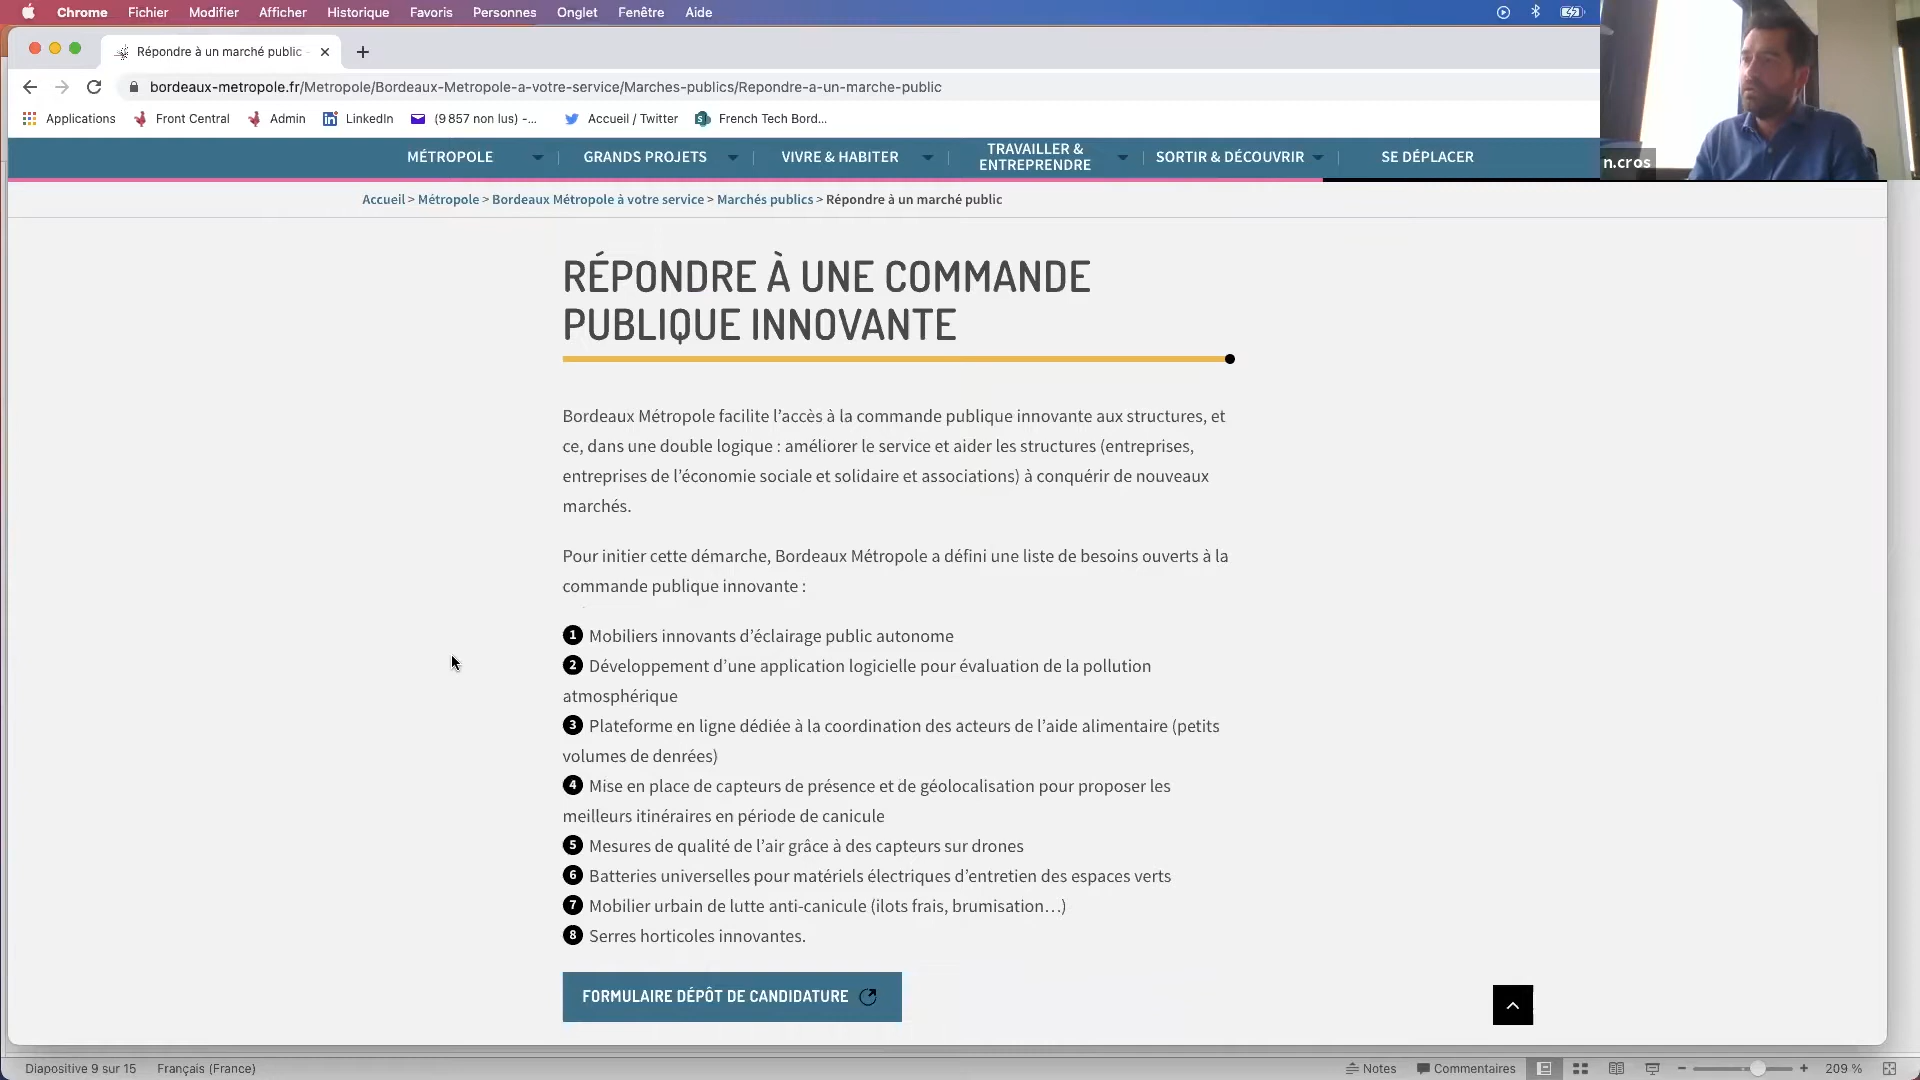 Chrome Fichier Modifier Afficher Historique Favoris Personnes Onglet Fenêtre Aide
Répondre à un marché public
bordeaux-metropole.fr/Metropole/Bordeaux-Metropole-a-votre-service/Marches-publics/Repondre-a-un-marche-public
Applications Front Central Admin LinkedIn (9 857 non lus) -... Accueil / Twitter French Tech Bord...
MÉTROPOLE GRANDS PROJETS VIVRE & HABITER TRAVAILLER & ENTREPRENDRE SORTIR & DÉCOUVRIR SE DÉPLACER
n.cros
Accueil > Métropole > Bordeaux Métropole à votre service > Marchés publics > Répondre à un marché public
RÉPONDRE À UNE COMMANDE
PUBLIQUE INNOVANTE
Bordeaux Métropole facilite l’accès à la commande publique innovante aux structures, et
ce, dans une double logique : améliorer le service et aider les structures (entreprises,
entreprises de l’économie sociale et solidaire et associations) à conquérir de nouveaux
marchés.
Pour initier cette démarche, Bordeaux Métropole a défini une liste de besoins ouverts à la
commande publique innovante :
1 Mobiliers innovants d’éclairage public autonome
2 Développement d’une application logicielle pour évaluation de la pollution
atmosphérique
3 Plateforme en ligne dédiée à la coordination des acteurs de l’aide alimentaire (petits
volumes de denrées)
4 Mise en place de capteurs de présence et de géolocalisation pour proposer les
meilleurs itinéraires en période de canicule
5 Mesures de qualité de l’air grâce à des capteurs sur drones
6 Batteries universelles pour matériels électriques d’entretien des espaces verts
7 Mobilier urbain de lutte anti-canicule (ilots frais, brumisation…)
8 Serres horticoles innovantes.
FORMULAIRE DÉPÔT DE CANDIDATURE
Diapositive 9 sur 15 Français (France) Notes Commentaires 209 %